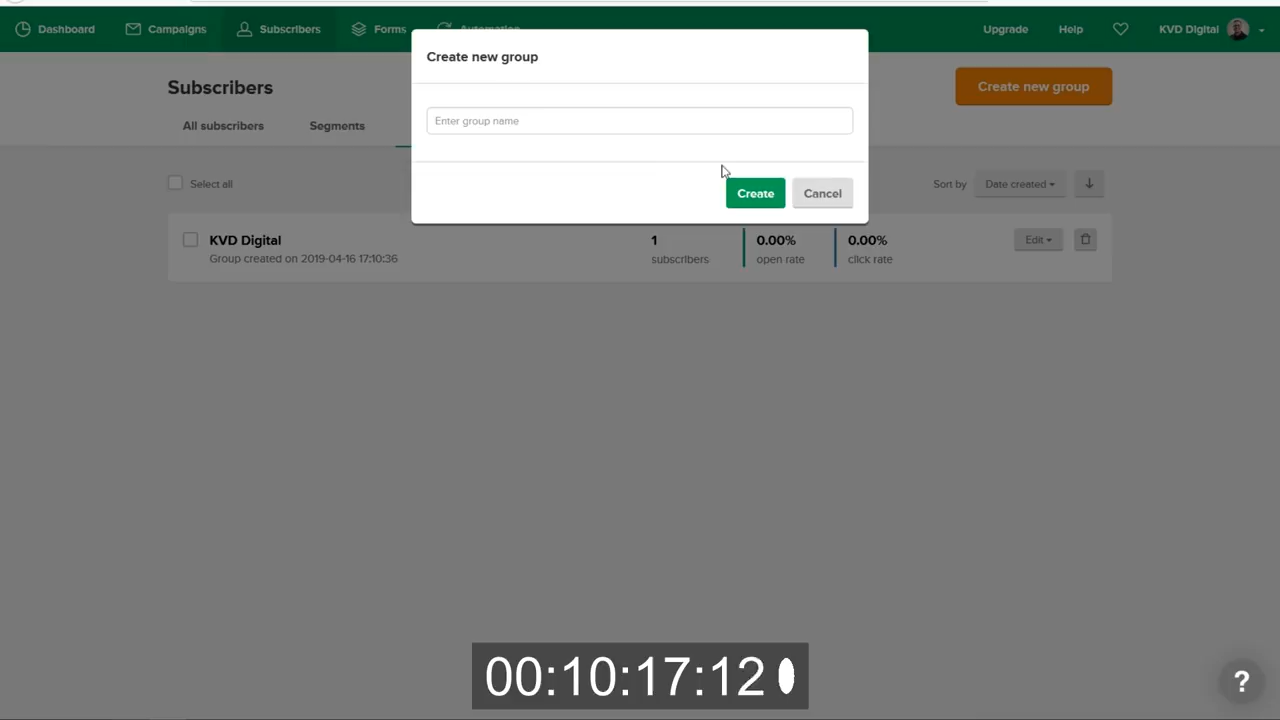 Dashboard Campaigns Subscribers Forms Automation Upgrade Help KVD Digital
Create new group
Subscribers
Create new group
All subscribers Segments
Enter group name
Create Cancel
Select all
Sort by Date created
KVD Digital
Group created on 2019-04-16 17:10:36
1
subscribers
0.00%
open rate
0.00%
click rate
Edit
00:10:17:12
?